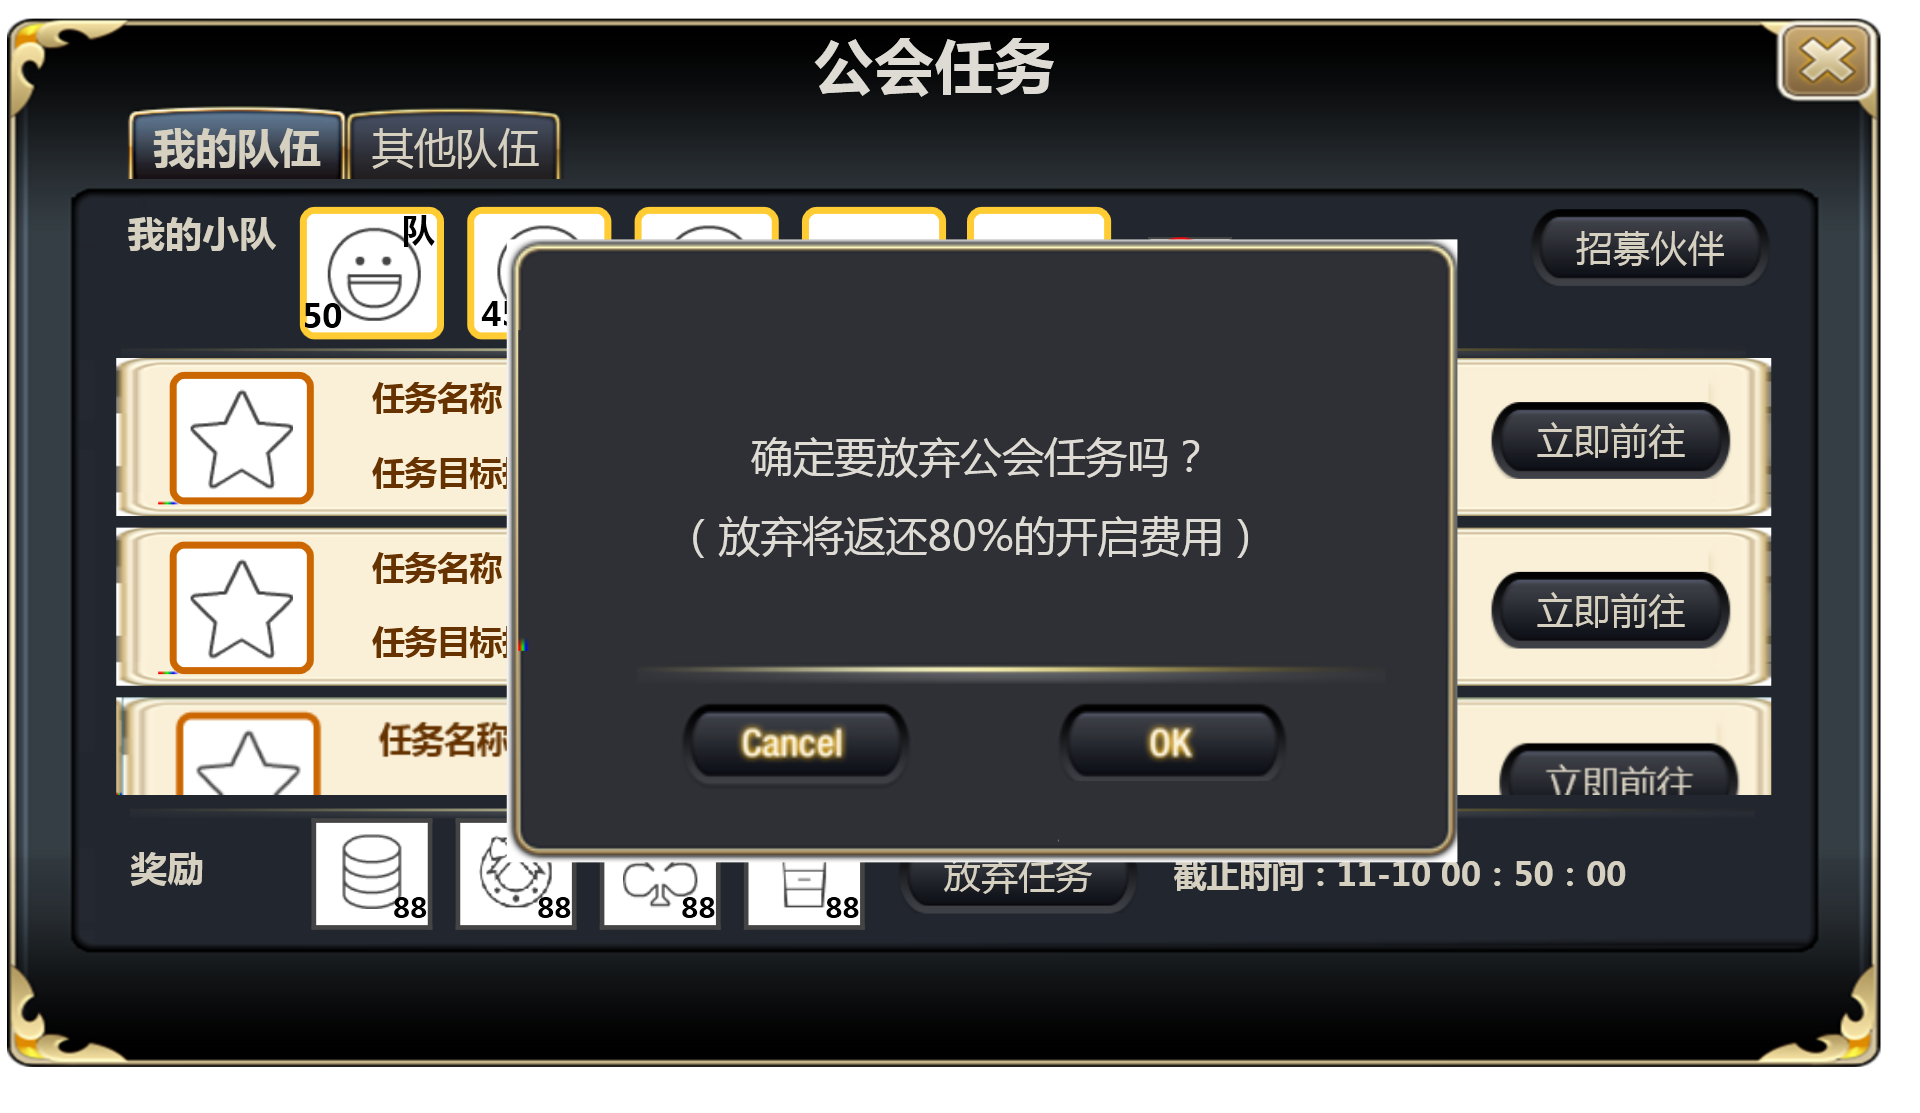 公会任务
我的队伍
其他队伍
我的小队
队
50
招募伙伴
任务名称
任务目标
立即前往
任务名称
任务目标
立即前往
任务名称
立即前往
确定要放弃公会任务吗？
（放弃将返还80%的开启费用）
Cancel
OK
奖励
88
88
88
88
放弃任务
截止时间：11-10 00：50：00